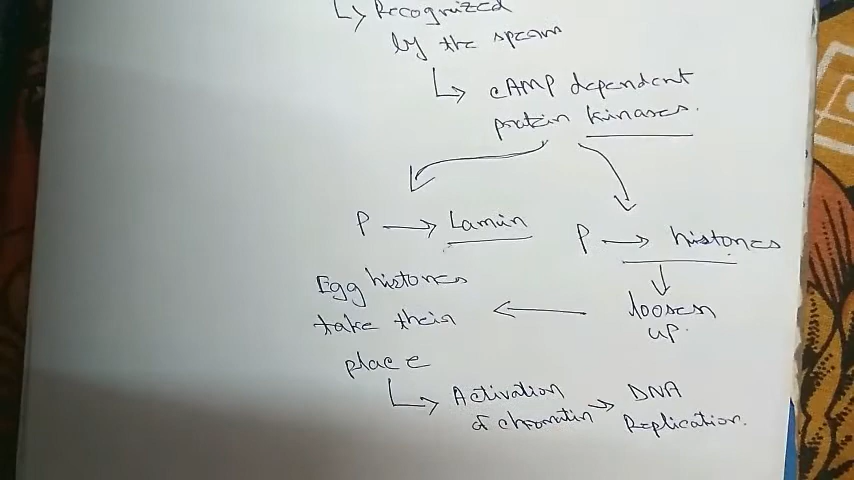 ↳ Recognized
by the sperm
↳ cAMP dependent
protein kinases.
P → Lamin
P → histones
↓
loosen
up.
←
Egg histones
take their
place
↳ Activation
of chromatin → DNA
Replication.